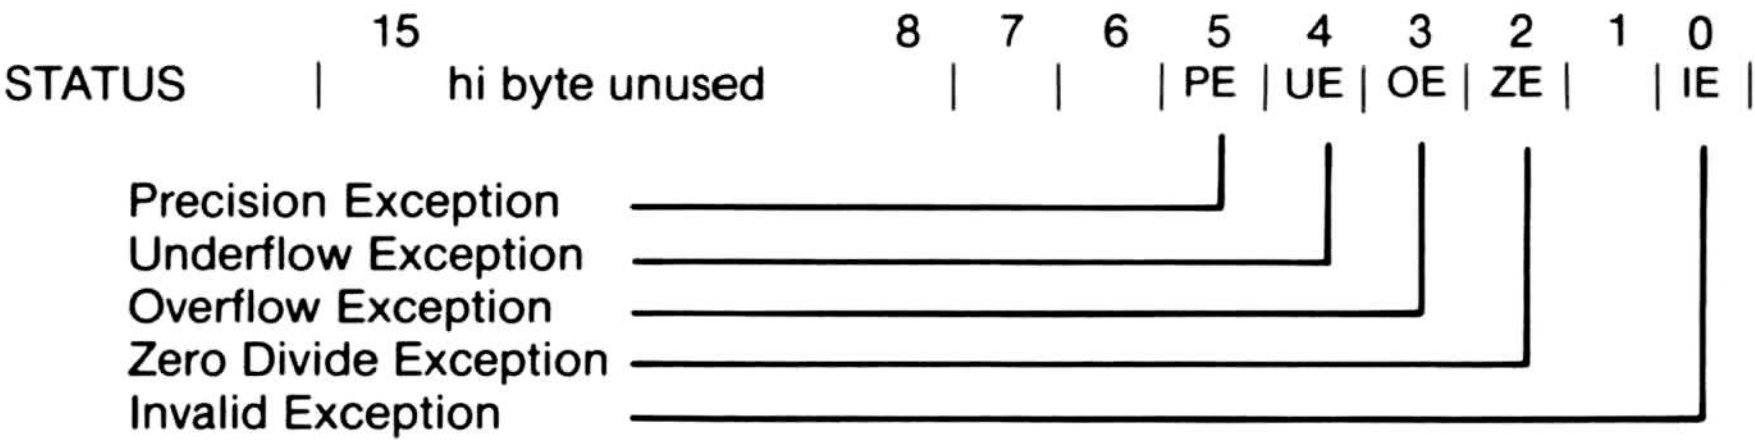 15 8 7 6 5 4 3 2 1 0
STATUS | hi byte unused | | | PE | UE | OE | ZE | | IE |
Precision Exception
Underflow Exception
Overflow Exception
Zero Divide Exception
Invalid Exception